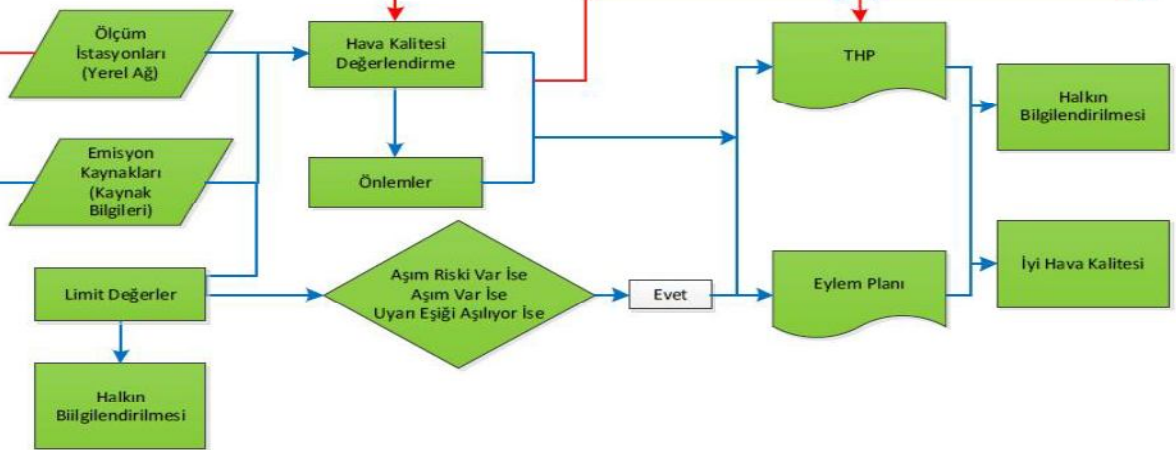 Ölçüm
İstasyonları
(Yerel Ağ)
Hava Kalitesi
Değerlendirme
THP
Halkın
Bilgilendirilmesi
Emisyon
Kaynakları
(Kaynak
Bilgileri)
Önlemler
Limit Değerler
Aşım Riski Var İse
Aşım Var İse
Uyarı Eşiği Aşılıyor İse
Evet
Eylem Planı
İyi Hava Kalitesi
Halkın
Biilgilendirilmesi